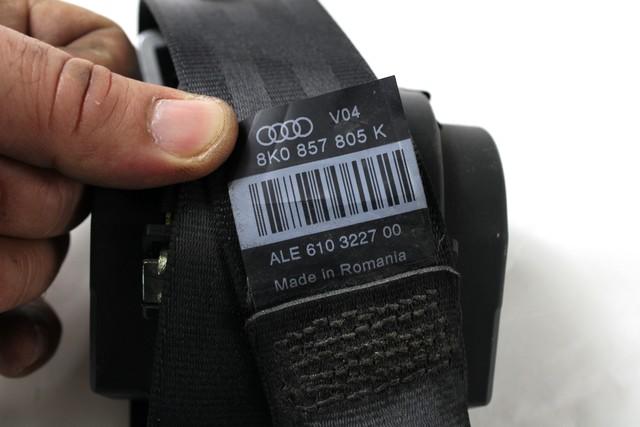 V04
8K0 857 805 K
ALE 610 3227 00
Made in Romania